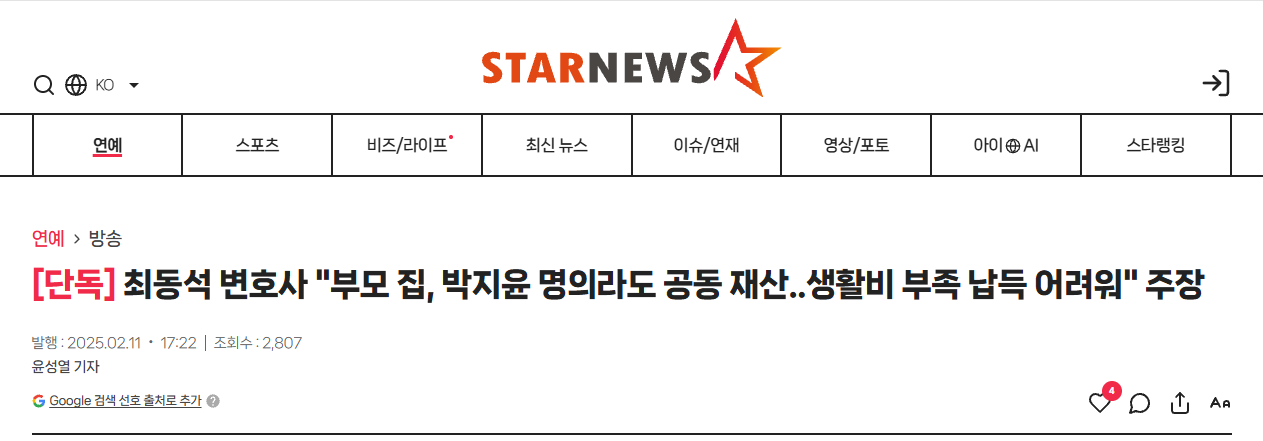 STARNEWS
KO
연예
스포츠
비즈/라이프
최신 뉴스
이슈/연재
영상/포토
아이 AI
스타랭킹
연예 > 방송
[단독] 최동석 변호사 "부모 집, 박지윤 명의라도 공동 재산..생활비 부족 납득 어려워" 주장
발행 : 2025.02.11 • 17:22 | 조회수 : 2,807
윤성열 기자
Google 검색 선호 출처로 추가 ?
4
AA